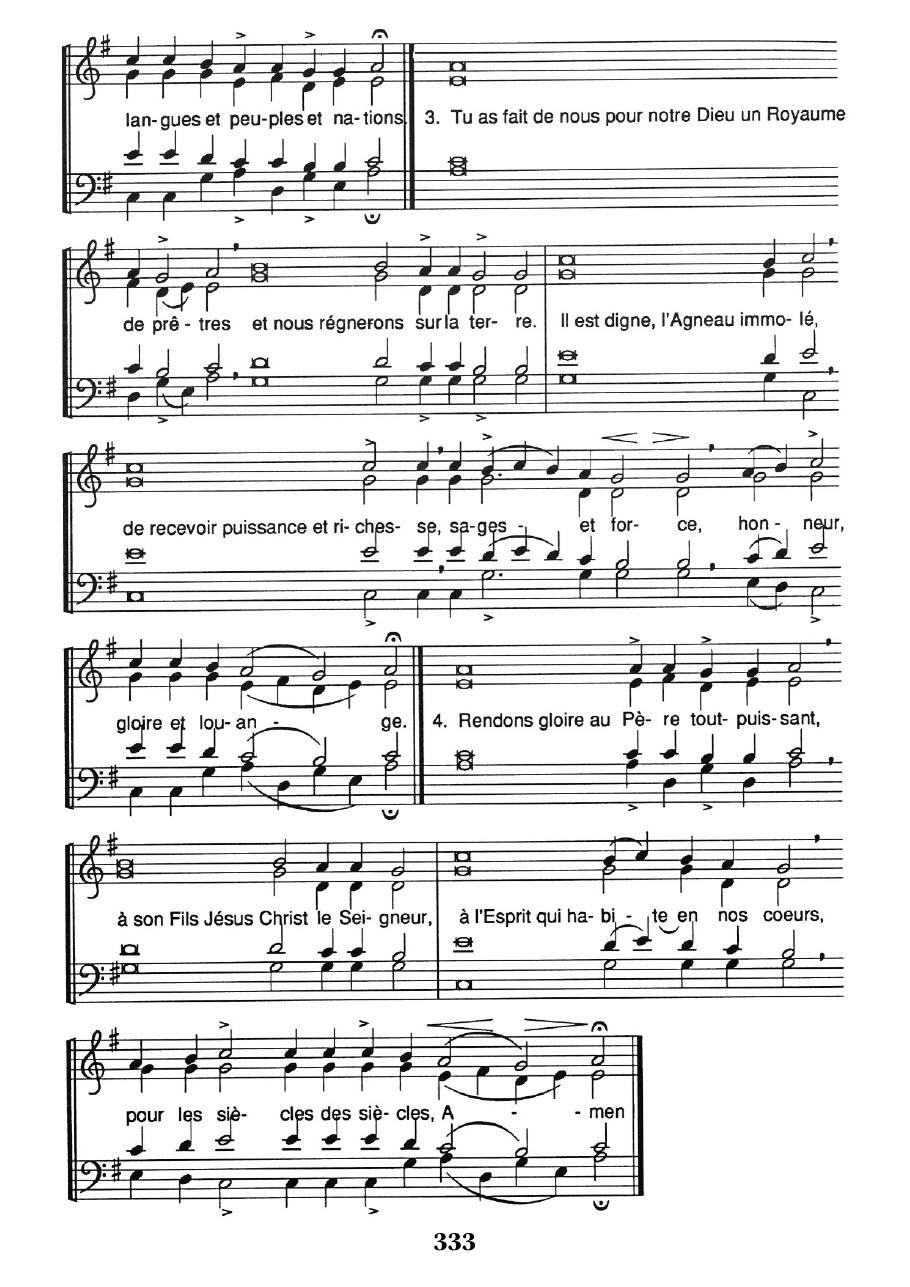 lan- gues et peu- ples et na- tions. 3. Tu as fait de nous pour notre Dieu un Royaume
de prê - tres et nous régnerons sur la ter- re. Il est digne, l'Agneau immo- lé,
de recevoir puissance et ri- ches- se, sa- ges - et for- ce, hon - neur,
gloire et lou- an - ge. 4. Rendons gloire au Pè- re tout- puis- sant,
à son Fils Jésus Christ le Sei- gneur, à l'Esprit qui ha- bi - te en nos coeurs,
pour les siè- cles des siè- cles, A - - men
333